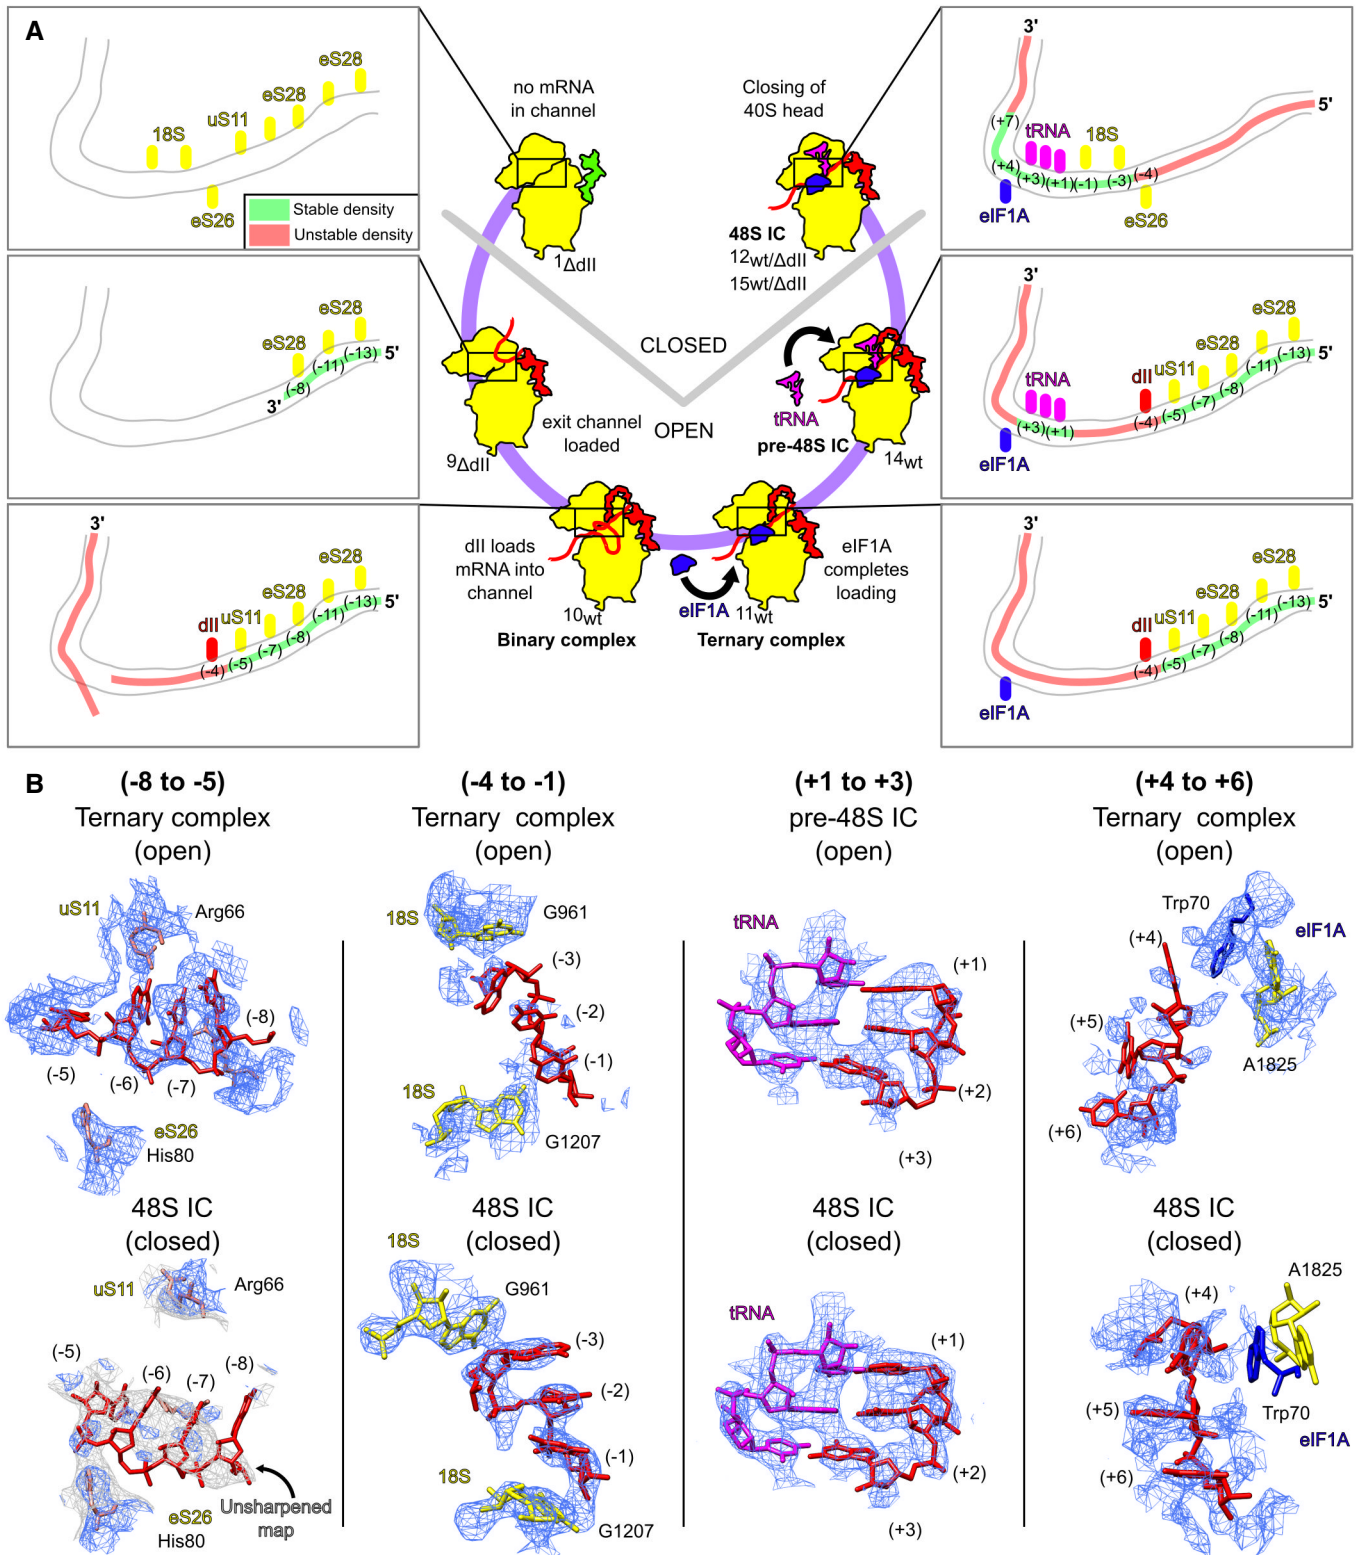 A
eS28
eS28
uS11
18S
eS26
Stable density
Unstable density
no mRNA
in channel
1ΔdII
Closing of
40S head
48S IC
12wt/ΔdII
15wt/ΔdII
3'
5'
(+7)
tRNA
18S
(+4)
(+3)
(+1)
(-1)
(-3)
(-4)
eIF1A
eS26
eS28
eS28
(-13)
5'
(-11)
(-8)
3'
CLOSED
OPEN
exit channel
loaded
9ΔdII
tRNA
pre-48S IC
14wt
3'
eS28
eS28
uS11
dII
tRNA
(-13)
5'
(-11)
(-8)
(-7)
(-5)
(-4)
(+3)
(+1)
eIF1A
3'
eS28
eS28
uS11
dII
(-13)
5'
(-11)
(-8)
(-7)
(-5)
(-4)
dII loads
mRNA into
channel
10wt
Binary complex
eIF1A
11wt
Ternary complex
eIF1A
completes
loading
3'
eS28
eS28
uS11
dII
(-13)
5'
(-11)
(-8)
(-7)
(-5)
(-4)
eIF1A
B
(-8 to -5)
Ternary complex
(open)
uS11
Arg66
(-8)
(-5)
(-6)
(-7)
eS26
His80
48S IC
(closed)
uS11
Arg66
(-5)
(-6)
(-7)
(-8)
eS26
His80
Unsharpened
map
(-4 to -1)
Ternary complex
(open)
18S
G961
(-3)
(-2)
(-1)
18S
G1207
48S IC
(closed)
18S
G961
(-3)
(-2)
(-1)
18S
G1207
(+1 to +3)
pre-48S IC
(open)
tRNA
(+1)
(+2)
(+3)
48S IC
(closed)
tRNA
(+1)
(+2)
(+3)
(+4 to +6)
Ternary complex
(open)
Trp70
eIF1A
(+4)
(+5)
A1825
(+6)
48S IC
(closed)
A1825
(+4)
(+5)
Trp70
eIF1A
(+6)